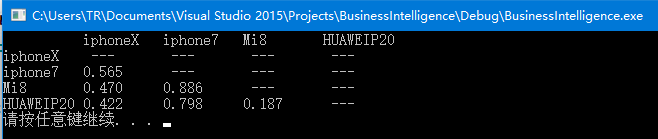 C:\Users\TR\Documents\Visual Studio 2015\Projects\BusinessIntelligence\Debug\BusinessIntelligence.exe
iphoneX iphone7 Mi8 HUAWEIP20
iphoneX --- --- --- ---
iphone7 0.565 --- --- ---
Mi8 0.470 0.886 --- ---
HUAWEIP20 0.422 0.798 0.187 ---
请按任意键继续. . .